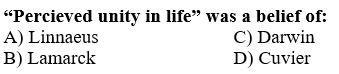 “Percieved unity in life” was a belief of:
A) Linnaeus C) Darwin
B) Lamarck D) Cuvier